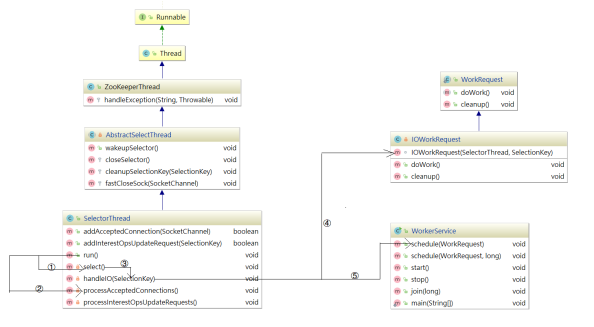 Runnable
Thread
ZooKeeperThread
handleException(String, Throwable) void
AbstractSelectThread
wakeupSelector() void
closeSelector() void
cleanupSelectionKey(SelectionKey) void
fastCloseSock(SocketChannel) void
SelectorThread
addAcceptedConnection(SocketChannel) boolean
addInterestOpsUpdateRequest(SelectionKey) boolean
run() void
① select() ③ void
handleIO(SelectionKey) void
② processAcceptedConnections() void
processInterestOpsUpdateRequests() void
④
⑤
WorkRequest
doWork() void
cleanup() void
IOWorkRequest
IOWorkRequest(SelectorThread, SelectionKey)
doWork() void
cleanup() void
WorkerService
schedule(WorkRequest) void
schedule(WorkRequest, long) void
start() void
stop() void
join(long) void
main(String[]) void